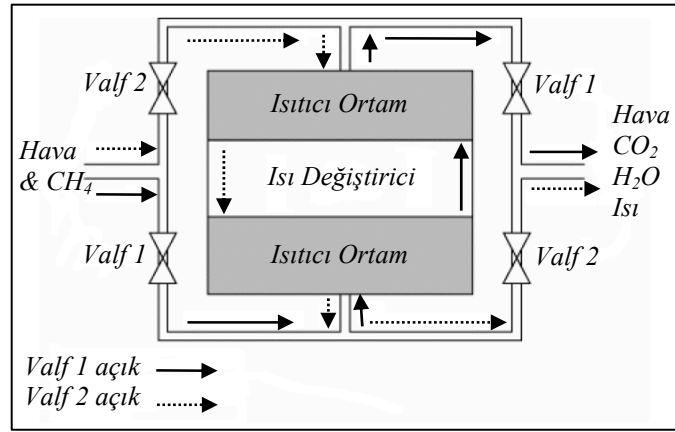 Valf 2
Isıtıcı Ortam
Valf 1
Hava
& CH4
Isı Değiştirici
Hava
CO2
H2O
Isı
Valf 1
Isıtıcı Ortam
Valf 2
Valf 1 açık
Valf 2 açık